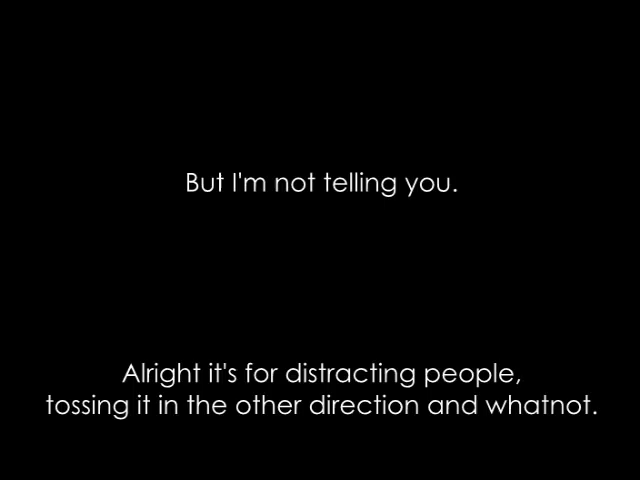 But I'm not telling you.
Alright it's for distracting people,
tossing it in the other direction and whatnot.